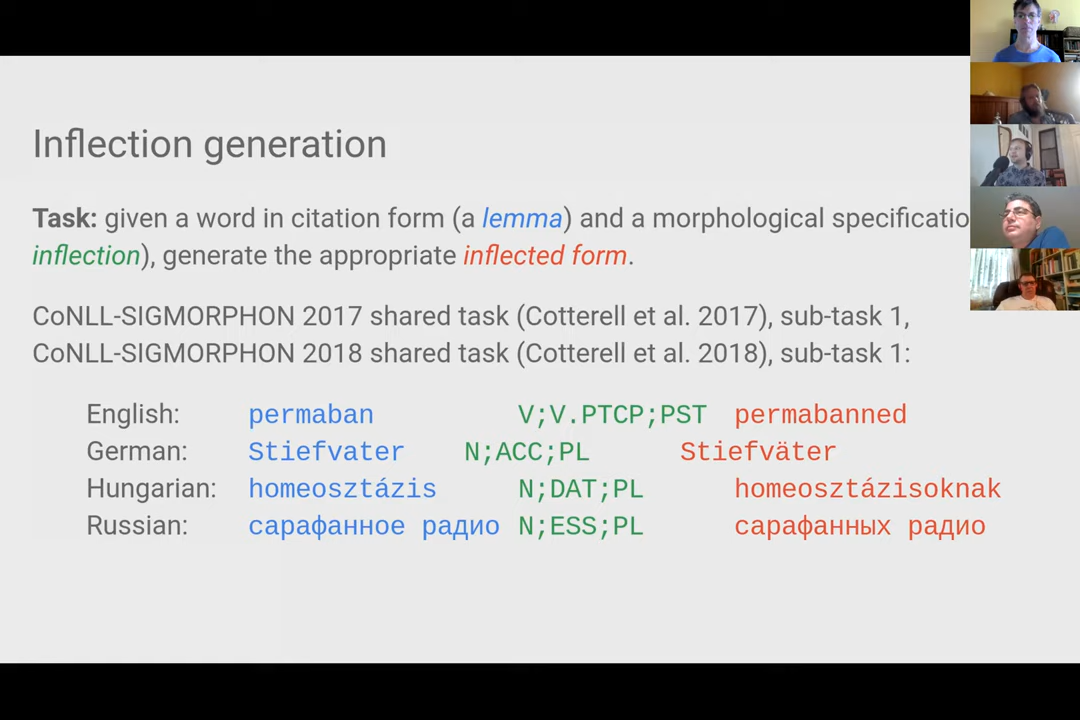 Inflection generation
Task: given a word in citation form (a lemma) and a morphological specificatio
inflection), generate the appropriate inflected form.
CoNLL-SIGMORPHON 2017 shared task (Cotterell et al. 2017), sub-task 1,
CoNLL-SIGMORPHON 2018 shared task (Cotterell et al. 2018), sub-task 1:
English: permaban V;V.PTCP;PST permabanned
German: Stiefvater N;ACC;PL Stiefväter
Hungarian: homeosztázis N;DAT;PL homeosztázisoknak
Russian: сарафанное радио N;ESS;PL сарафанных радио